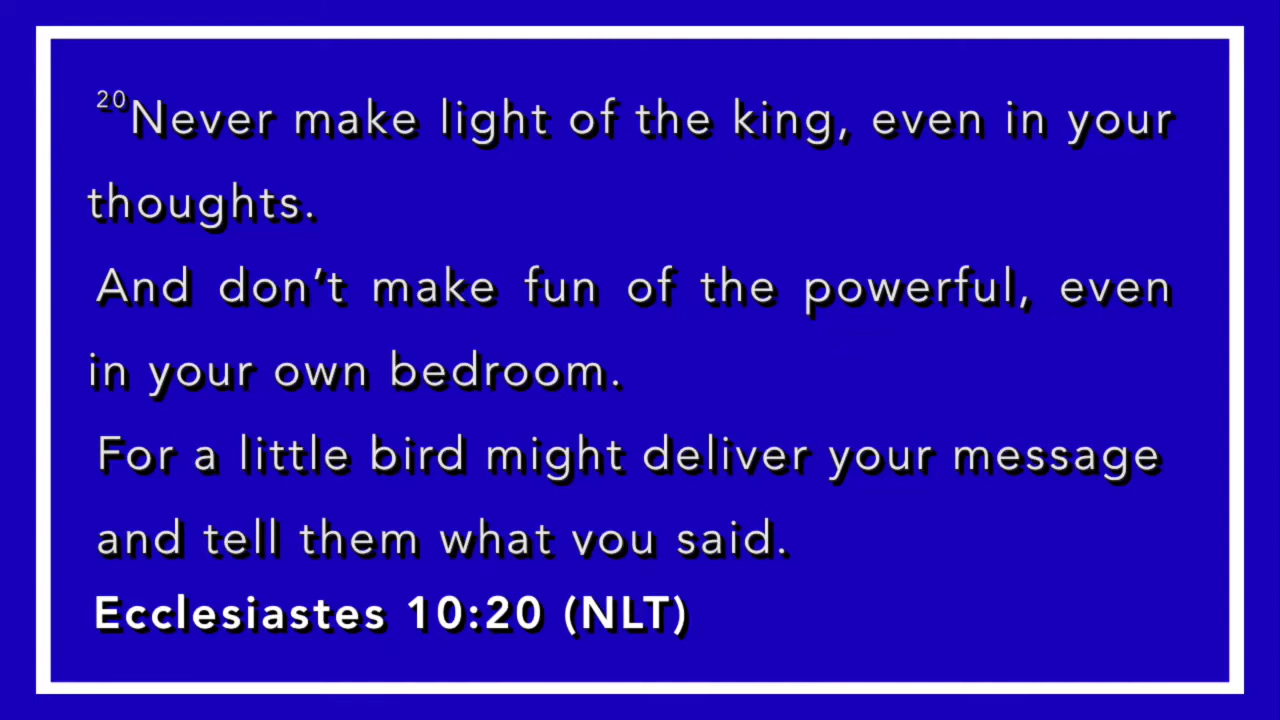 20Never make light of the king, even in your
thoughts.
And don’t make fun of the powerful, even
in your own bedroom.
For a little bird might deliver your message
and tell them what you said.
Ecclesiastes 10:20 (NLT)